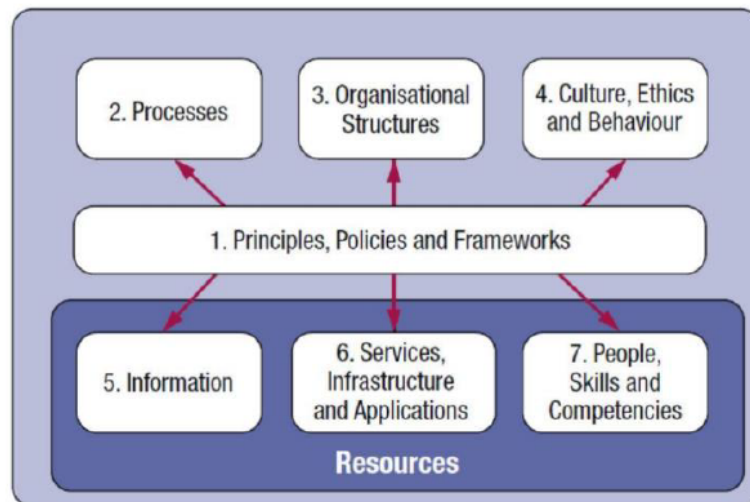 2. Processes
3. Organisational
Structures
4. Culture, Ethics
and Behaviour
1. Principles, Policies and Frameworks
5. Information
6. Services,
Infrastructure
and Applications
7. People,
Skills and
Competencies
Resources